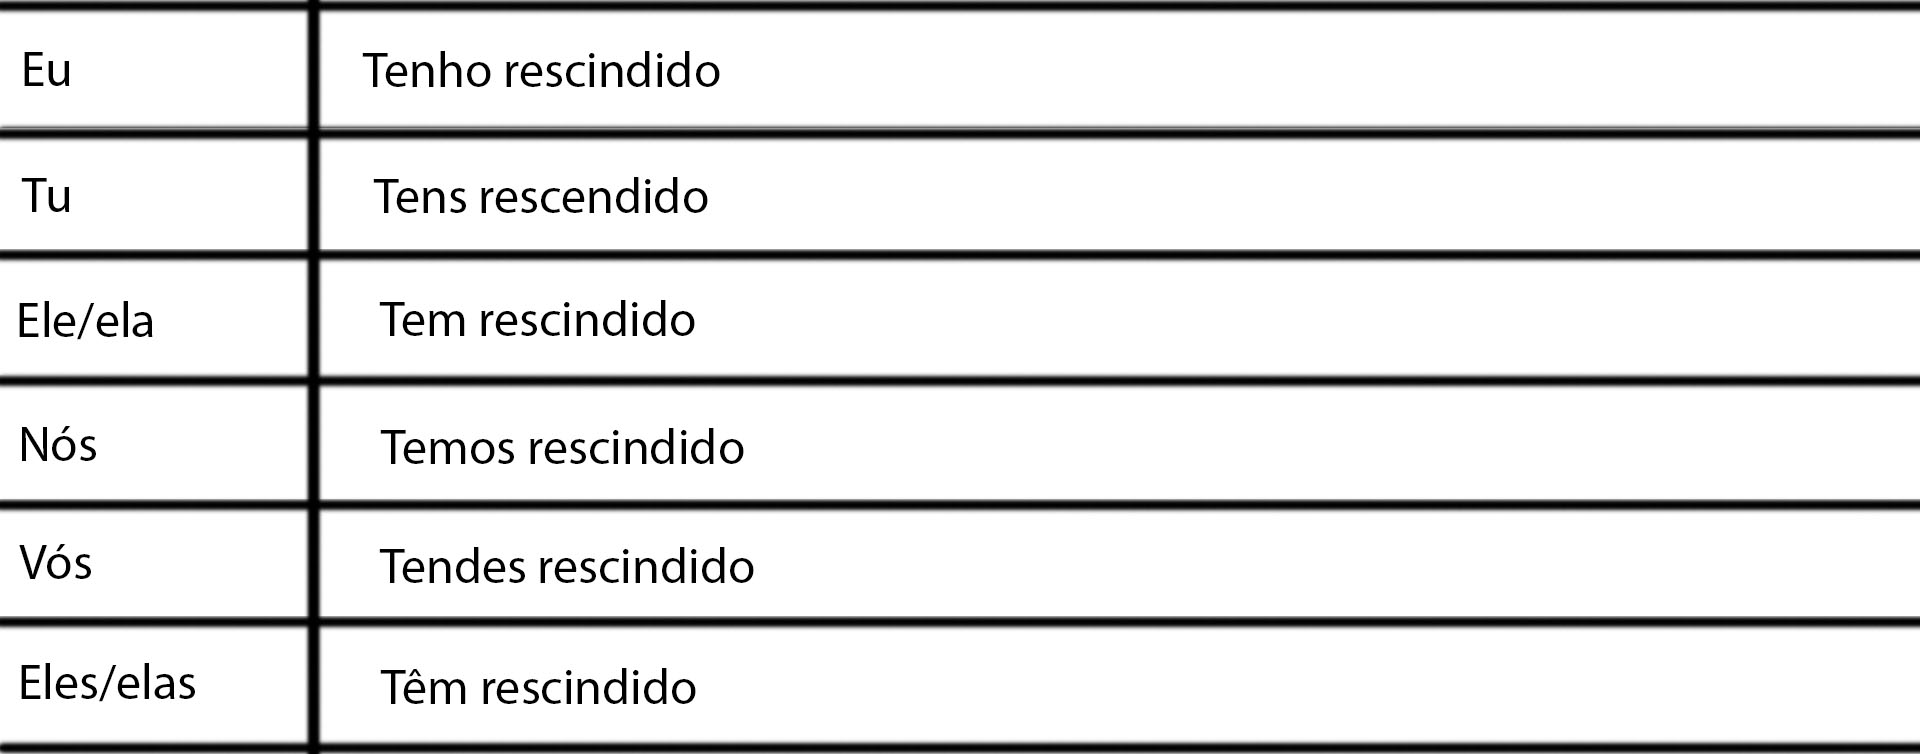 Eu Tenho rescindido
Tu Tens rescendido
Ele/ela Tem rescindido
Nós Temos rescindido
Vós Tendes rescindido
Eles/elas Têm rescindido